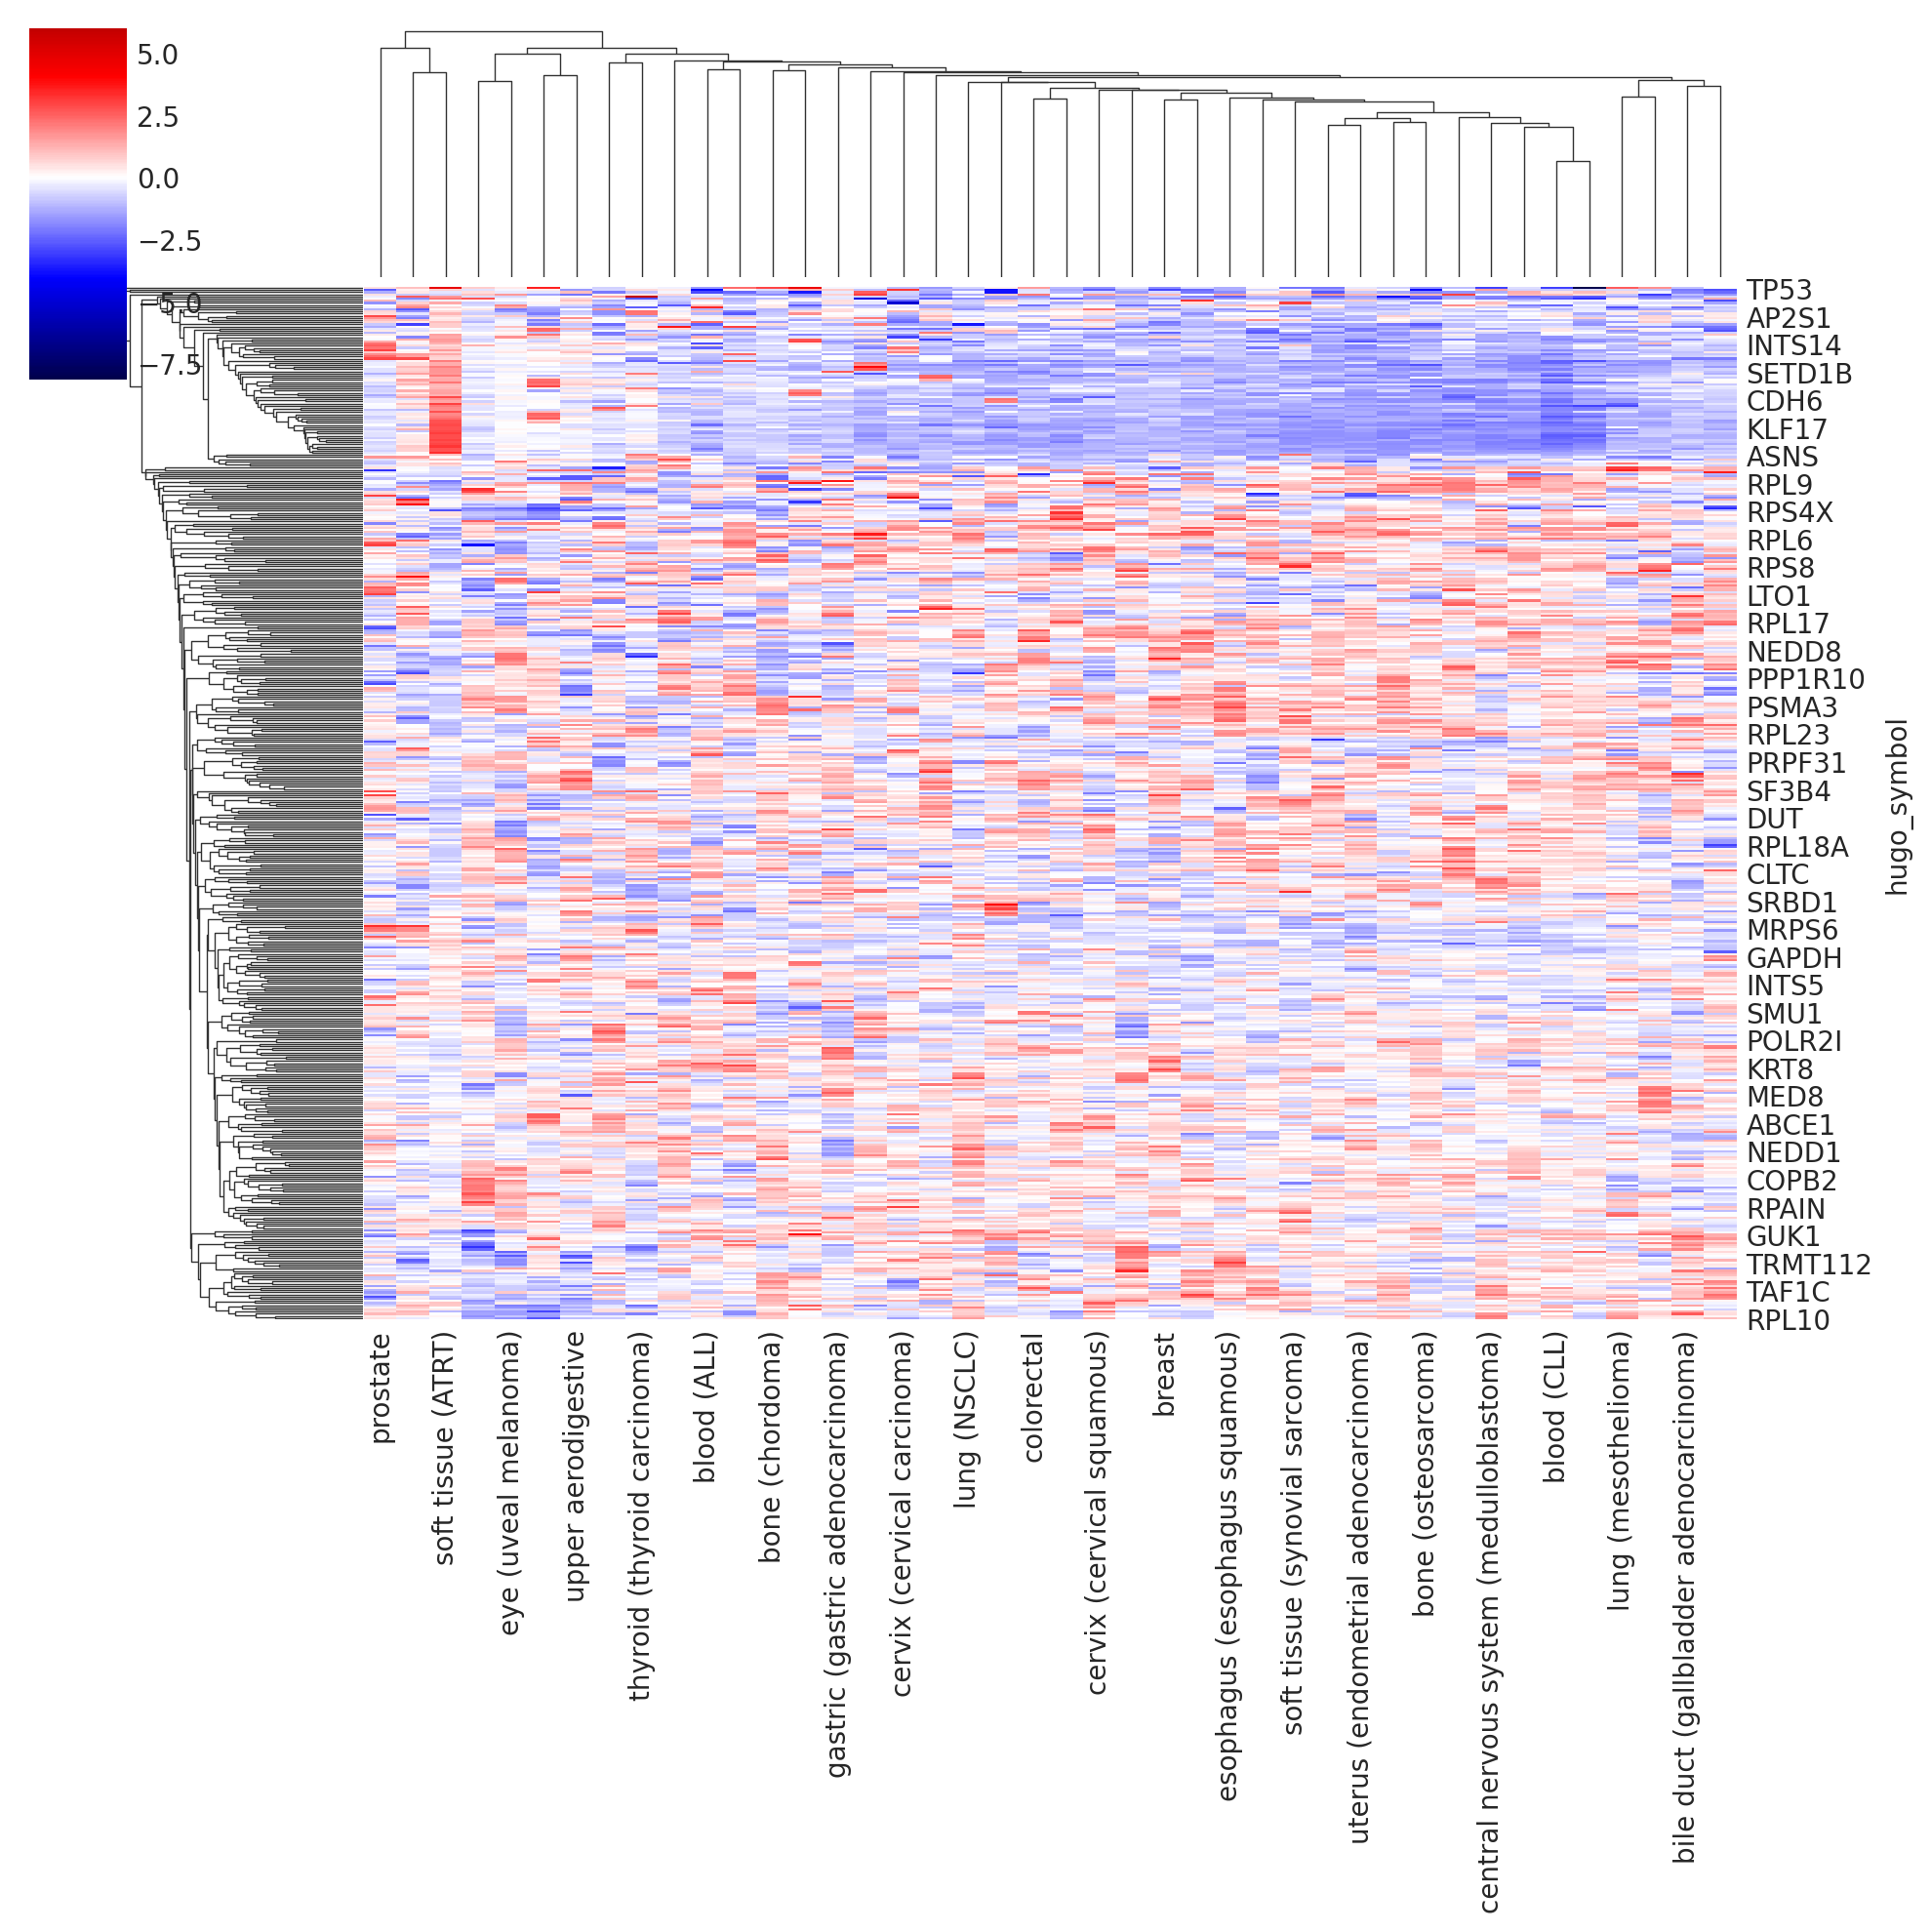 5.0
2.5
0.0
−2.5
−5.0
−7.5
TP53
AP2S1
INTS14
SETD1B
CDH6
KLF17
ASNS
RPL9
RPS4X
RPL6
RPS8
LTO1
RPL17
NEDD8
PPP1R10
PSMA3
RPL23
PRPF31
SF3B4
DUT
RPL18A
CLTC
SRBD1
MRPS6
GAPDH
INTS5
SMU1
POLR2I
KRT8
MED8
ABCE1
NEDD1
COPB2
RPAIN
GUK1
TRMT112
TAF1C
RPL10
hugo_symbol
prostate
soft tissue (ATRT)
eye (uveal melanoma)
upper aerodigestive
thyroid (thyroid carcinoma)
blood (ALL)
bone (chordoma)
gastric (gastric adenocarcinoma)
cervix (cervical carcinoma)
lung (NSCLC)
colorectal
cervix (cervical squamous)
breast
esophagus (esophagus squamous)
soft tissue (synovial sarcoma)
uterus (endometrial adenocarcinoma)
bone (osteosarcoma)
central nervous system (medulloblastoma)
blood (CLL)
lung (mesothelioma)
bile duct (gallbladder adenocarcinoma)